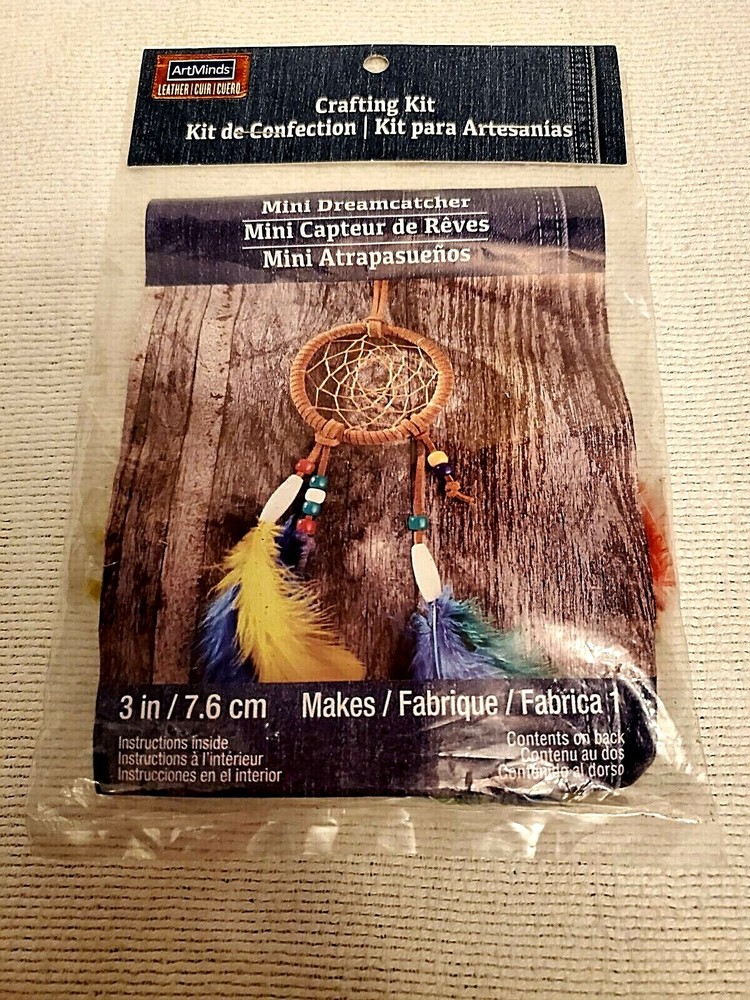 ArtMinds
LEATHER | CUIR | CUERO
Crafting Kit
Kit de Confection | Kit para Artesanías
Mini Dreamcatcher
Mini Capteur de Rêves
Mini Atrapasueños
3 in / 7.6 cm
Makes / Fabrique / Fabrica 1
Instructions inside
Instructions à l'intérieur
Instrucciones en el interior
Contents on back
Contenu au dos
Contenido al dorso